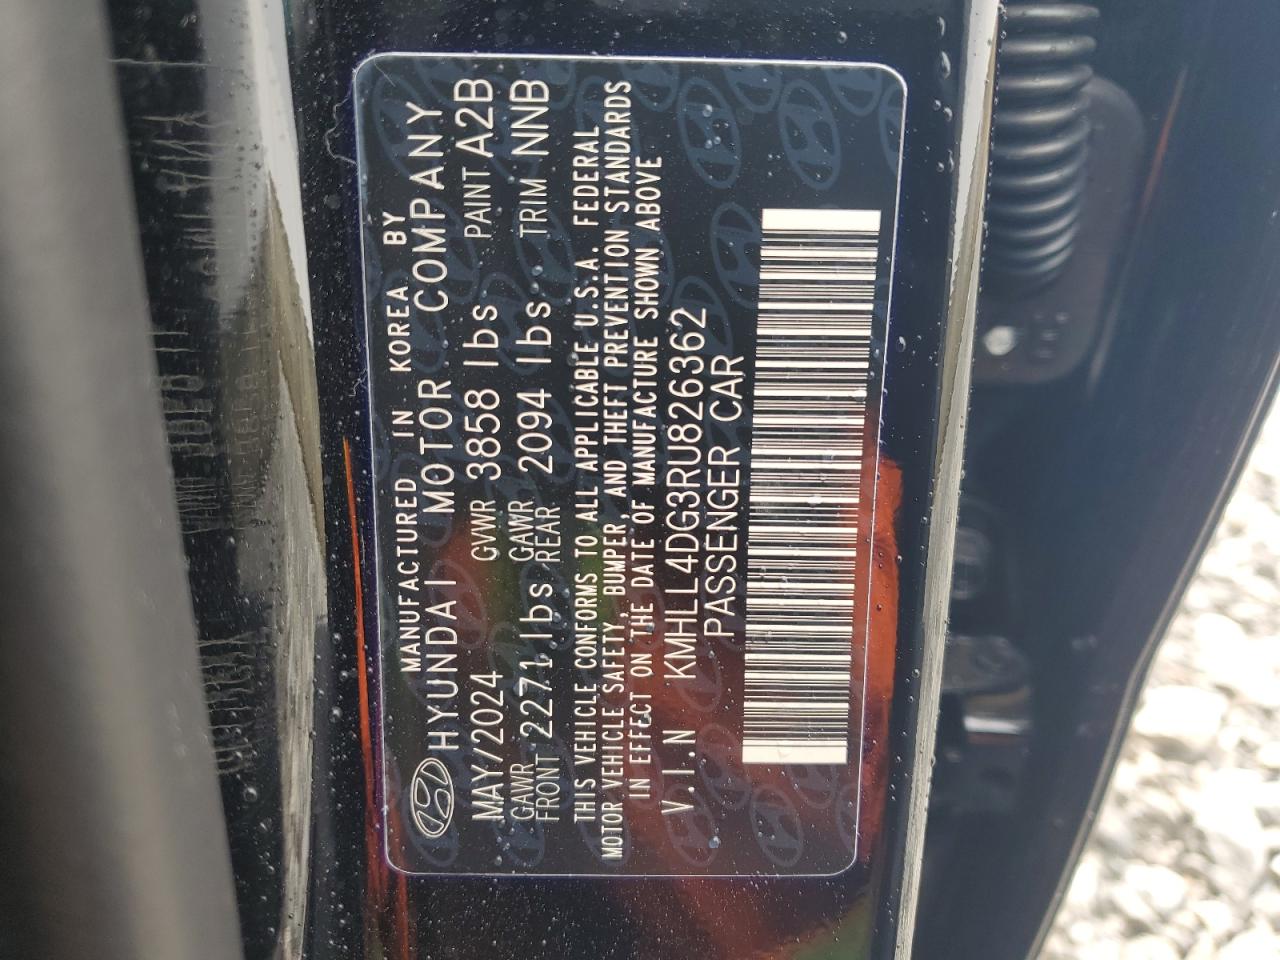 MANUFACTURED IN KOREA BY
HYUNDAI MOTOR COMPANY
MAY/2024 GVWR 3858 lbs PAINT A2B
GAWR FRONT 2271 lbs GAWR REAR 2094 lbs TRIM NNB
THIS VEHICLE CONFORMS TO ALL APPLICABLE U.S.A. FEDERAL
MOTOR VEHICLE SAFETY, BUMPER, AND THEFT PREVENTION STANDARDS
IN EFFECT ON THE DATE OF MANUFACTURE SHOWN ABOVE
V.I.N KMHLL4DG3RU826362
PASSENGER CAR